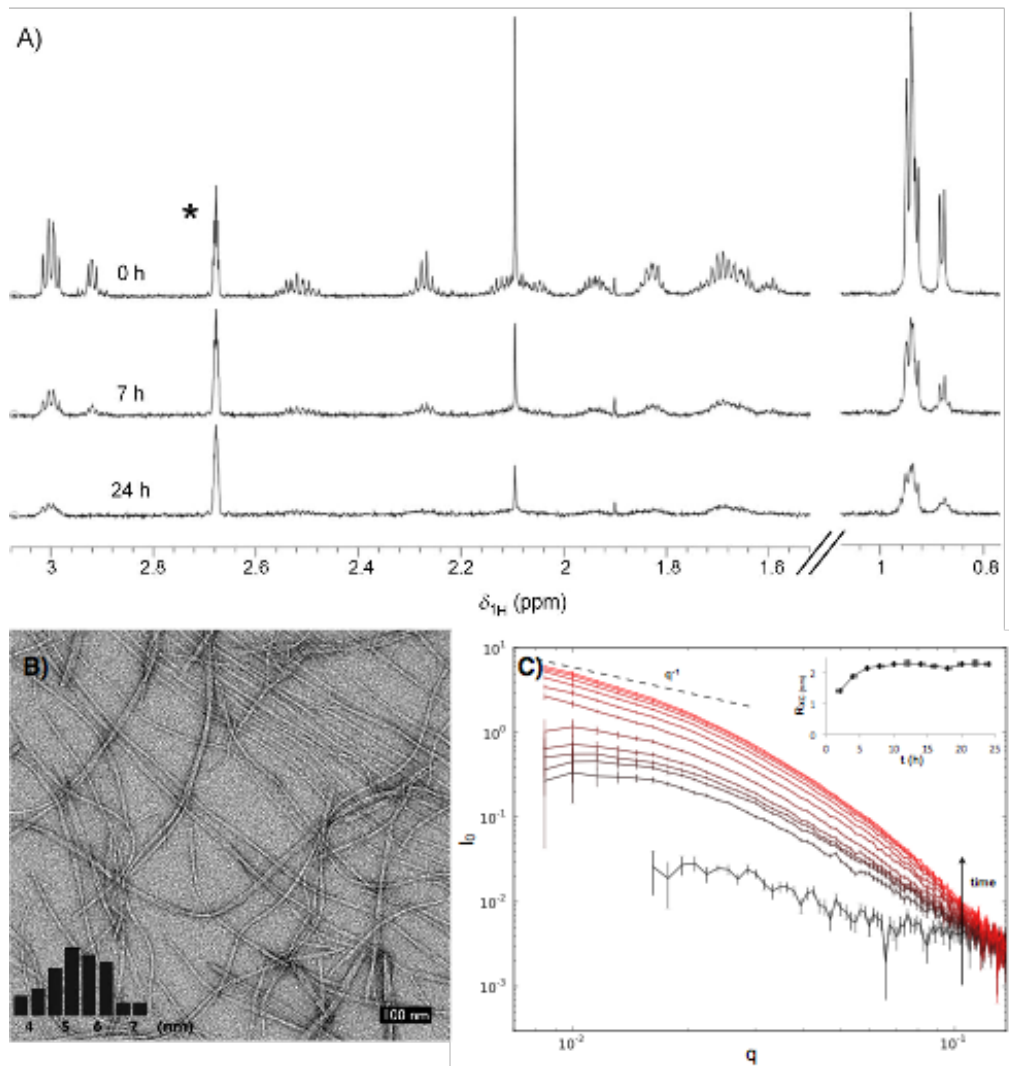 A)
*
0 h
7 h
24 h
3 2.8 2.6 2.4 2.2 2 1.8 1.6 1 0.8
δ1H (ppm)
B)
4 5 6 7 (nm)
100 nm
C)
10¹
10⁰
10⁻¹
10⁻²
10⁻³
I₀
q⁻¹
2
1
0
0 5 10 15 20 25
t (h)
time
10⁻² 10⁻¹
q